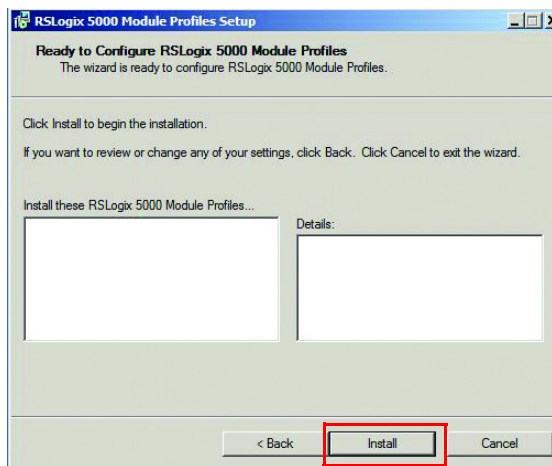 RSLogix 5000 Module Profiles Setup
Ready to Configure RSLogix 5000 Module Profiles
The wizard is ready to configure RSLogix 5000 Module Profiles.
Click Install to begin the installation.
If you want to review or change any of your settings, click Back. Click Cancel to exit the wizard.
Install these RSLogix 5000 Module Profiles...
Details:
< Back
Install
Cancel